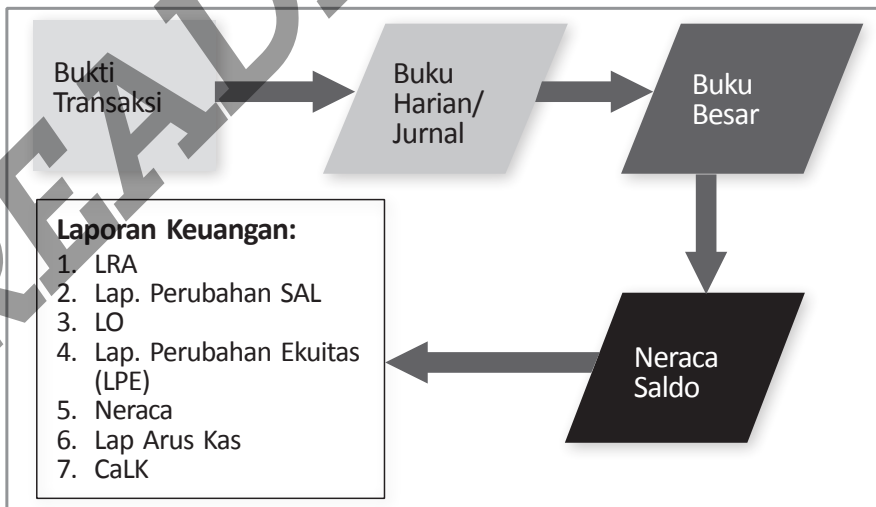 Bukti
Transaksi
Buku
Harian/
Jurnal
Buku
Besar
Neraca
Saldo
Laporan Keuangan:
1. LRA
2. Lap. Perubahan SAL
3. LO
4. Lap. Perubahan Ekuitas
(LPE)
5. Neraca
6. Lap Arus Kas
7. CaLK